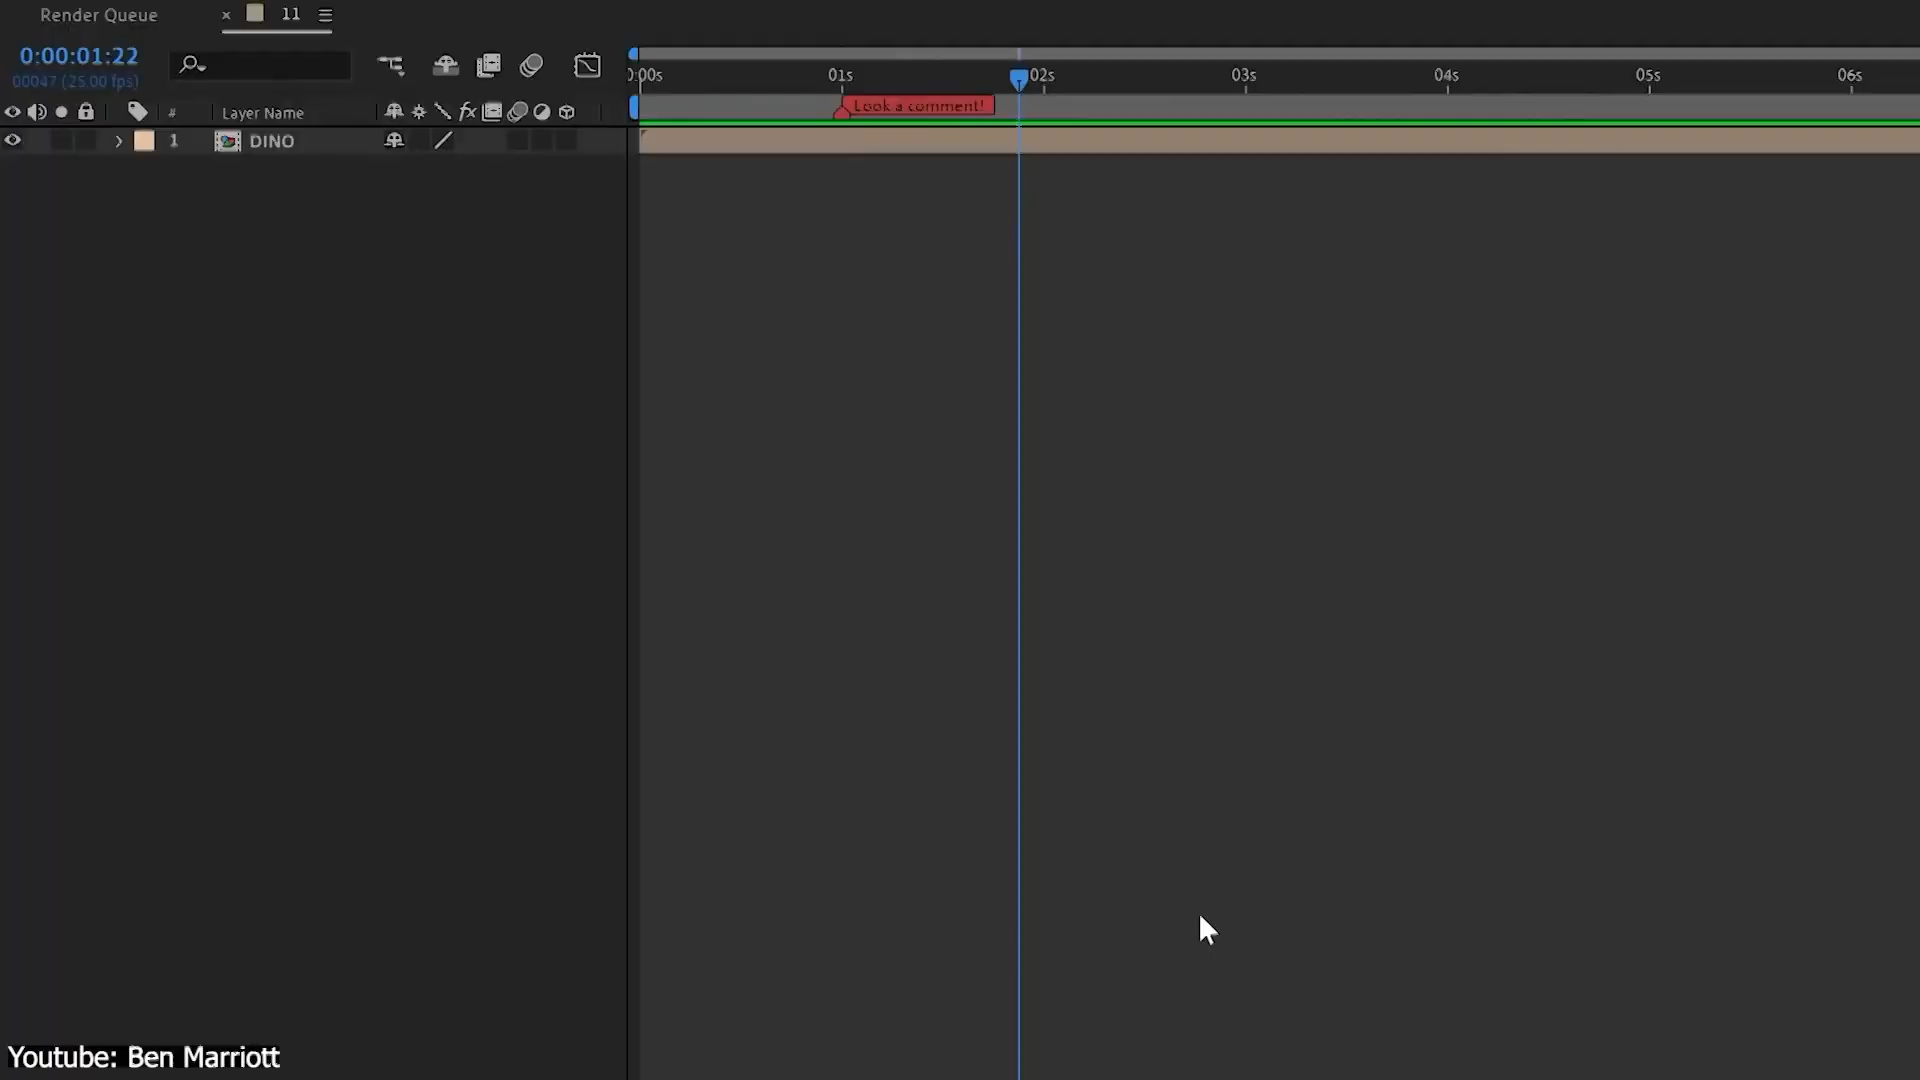 Render Queue
× 11
0:00:01:22
00047 (25.00 fps)
0:00s 01s 02s 03s 04s 05s 06s
Look a comment!
# Layer Name fx
1 DINO
Youtube: Ben Marriott